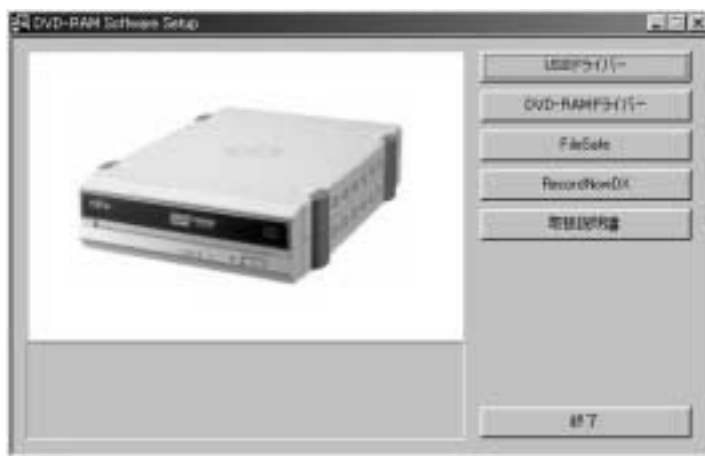 DVD-RAM Software Setup
USBドライバー
DVD-RAMドライバー
FileSafe
RecordNowDX
取扱説明書
終了